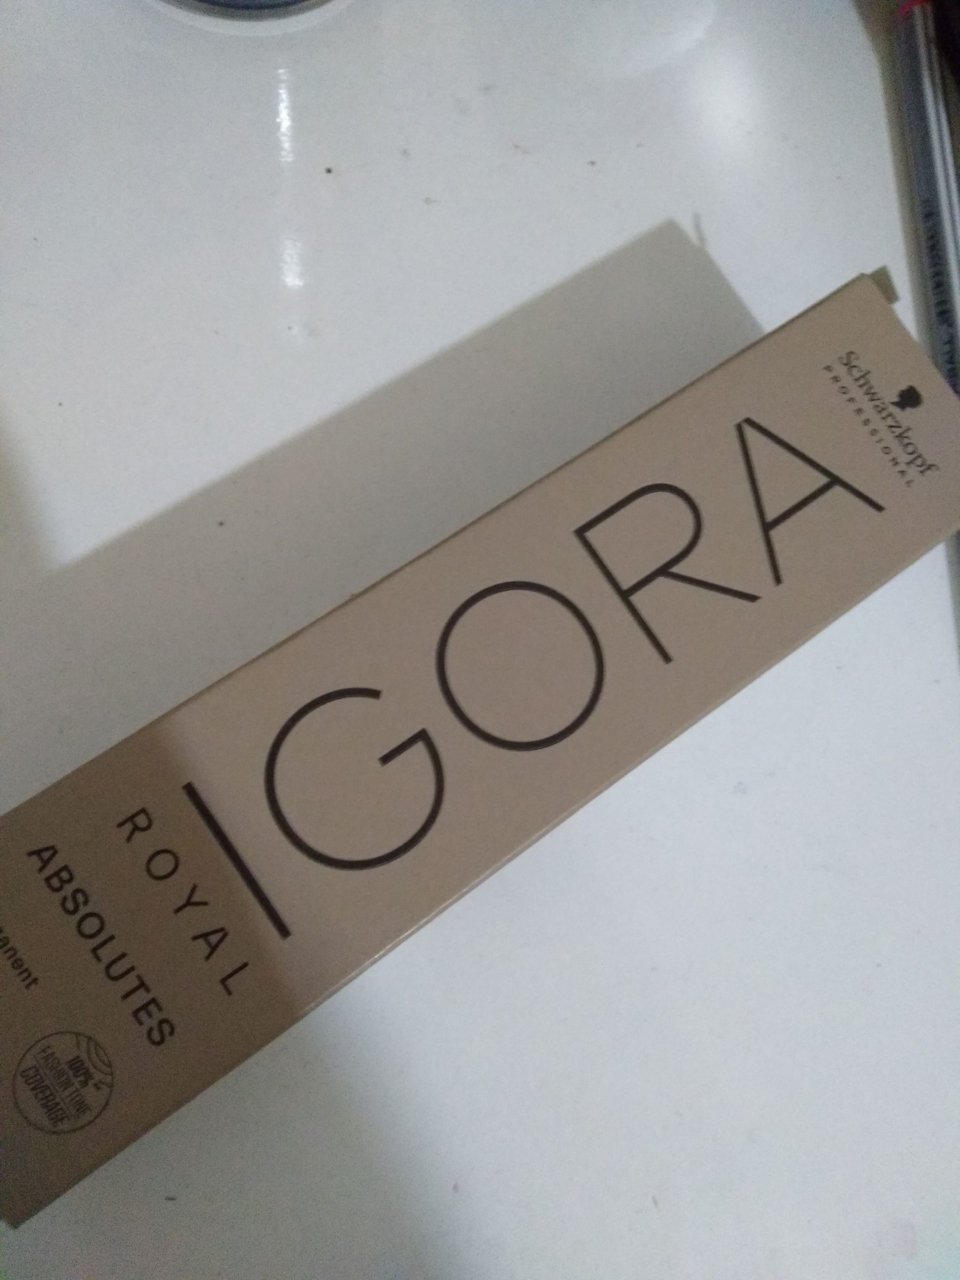 Schwarzkopf
PROFESSIONAL
IGORA
ROYAL
ABSOLUTES
100%
FASHION TONE
COVERAGE